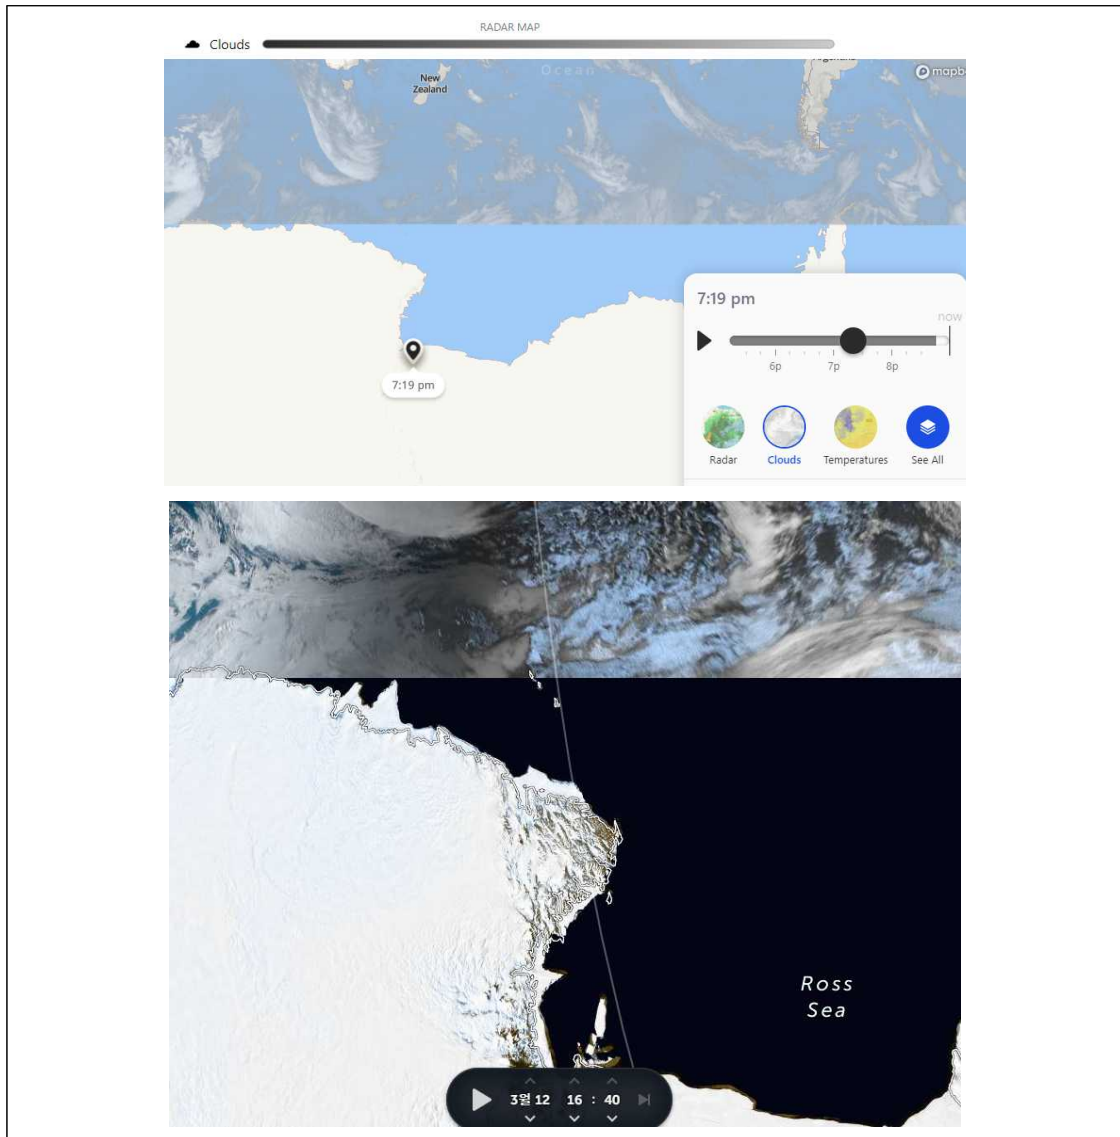 RADAR MAP
Clouds
New
Zealand
Ocean
mapb
7:19 pm
7:19 pm
now
6p 7p 8p
Radar Clouds Temperatures See All
Ross
Sea
3월 12 16 : 40